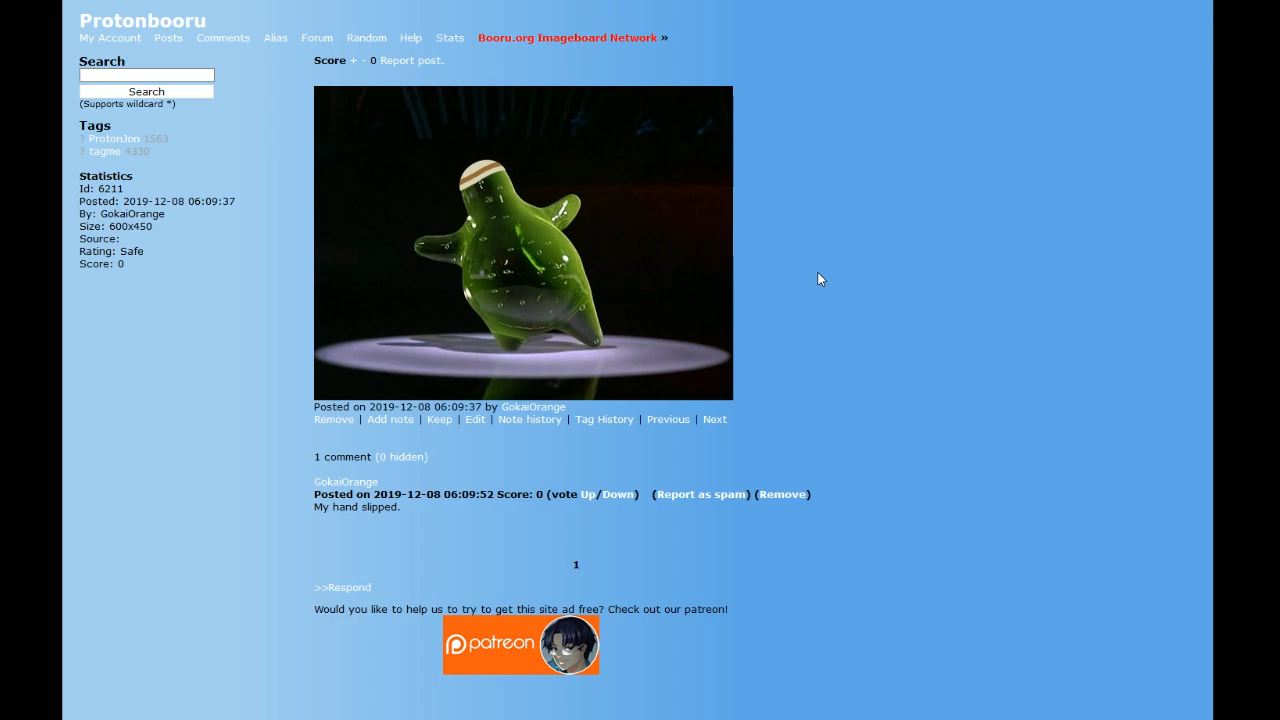 Protonbooru
My Account Posts Comments Alias Forum Random Help Stats Booru.org Imageboard Network »
Search
Search
(Supports wildcard *)
Tags
? ProtonJon 1563
? tagme 4330
Statistics
Id: 6211
Posted: 2019-12-08 06:09:37
By: GokaiOrange
Size: 600x450
Source:
Rating: Safe
Score: 0
Score + - 0 Report post.
Posted on 2019-12-08 06:09:37 by GokaiOrange
Remove | Add note | Keep | Edit | Note history | Tag History | Previous | Next
1 comment (0 hidden)
GokaiOrange
Posted on 2019-12-08 06:09:52 Score: 0 (vote Up/Down) (Report as spam) (Remove)
My hand slipped.
1
>>Respond
Would you like to help us to try to get this site ad free? Check out our patreon!
patreon